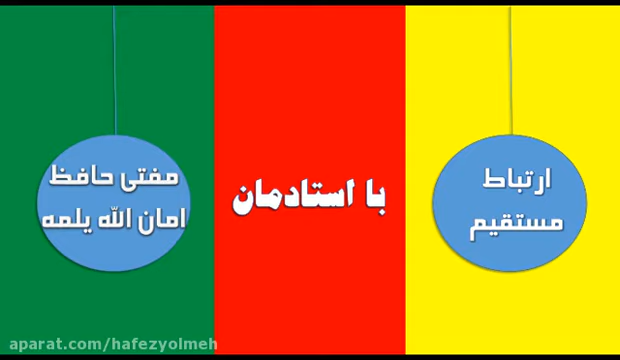 ارتباط
مستقیم
با استادمان
مفتی حافظ
امان الله یلمه
aparat.com/hafezyolmeh